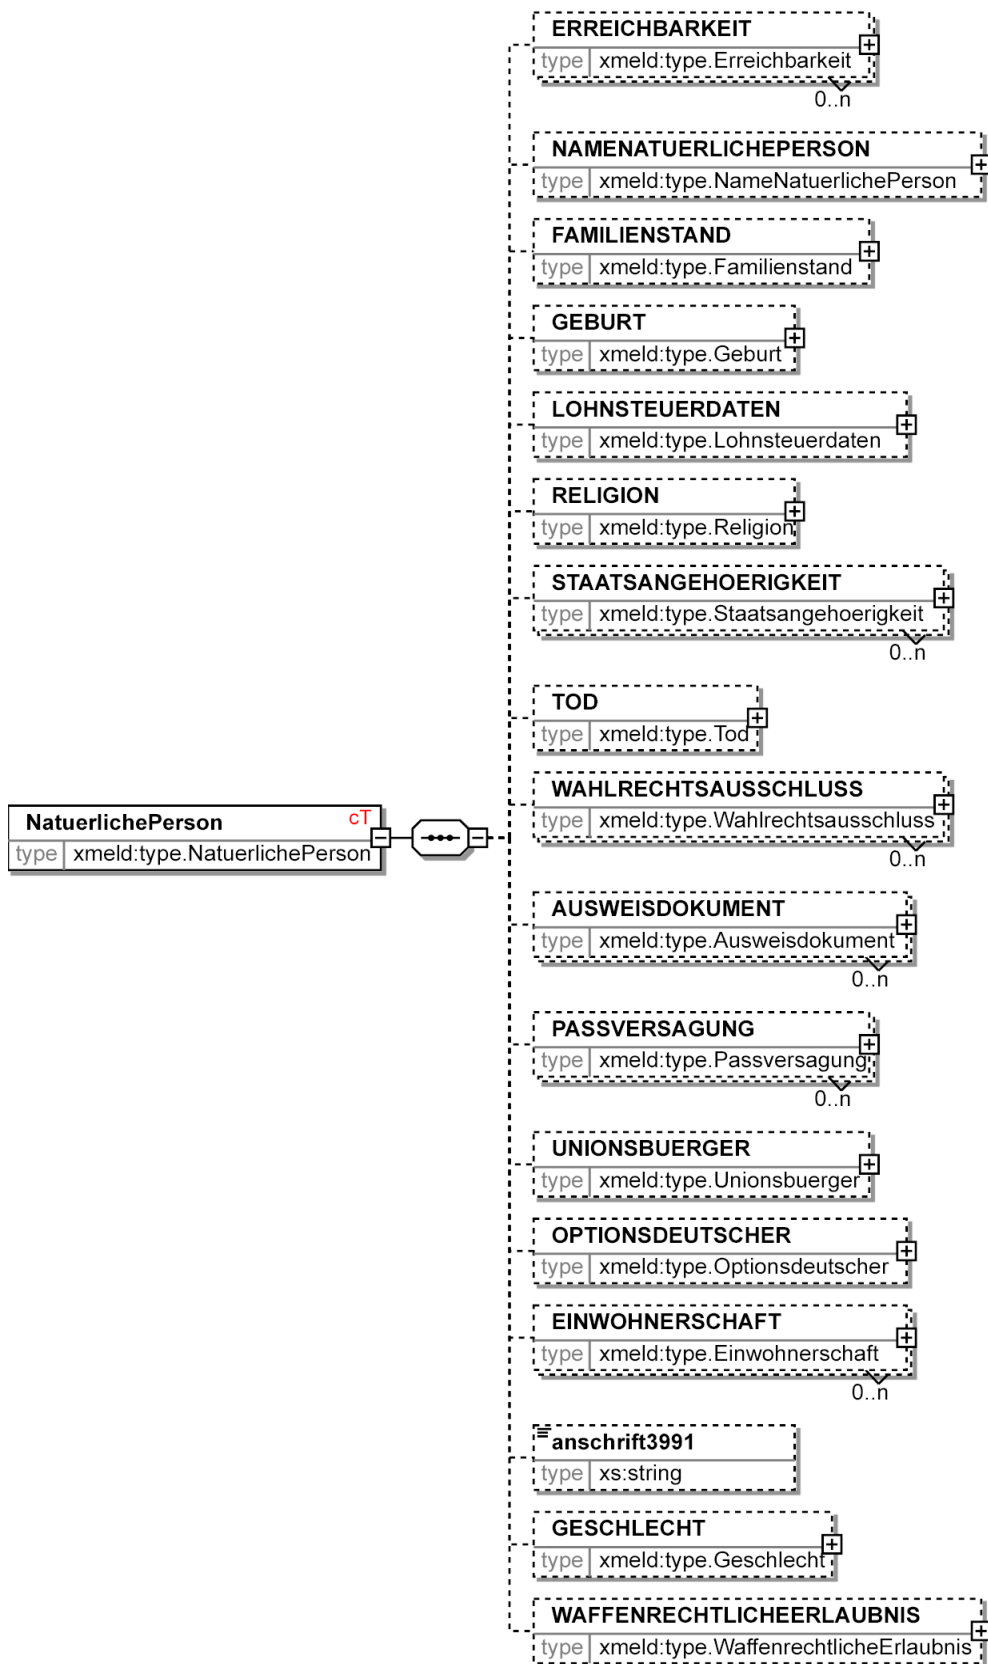 ERREICHBARKEIT
type xmeld:type.Erreichbarkeit
0..n
NAMENATUERLICHEPERSON
type xmeld:type.NameNatuerlichePerson
FAMILIENSTAND
type xmeld:type.Familienstand
GEBURT
type xmeld:type.Geburt
LOHNSTEUERDATEN
type xmeld:type.Lohnsteuerdaten
RELIGION
type xmeld:type.Religion
STAATSANGEHOERIGKEIT
type xmeld:type.Staatsangehoerigkeit
0..n
TOD
type xmeld:type.Tod
NatuerlichePerson cT
type xmeld:type.NatuerlichePerson
WAHLRECHTSAUSSCHLUSS
type xmeld:type.Wahlrechtsausschluss
0..n
AUSWEISDOKUMENT
type xmeld:type.Ausweisdokument
0..n
PASSVERSAGUNG
type xmeld:type.Passversagung
0..n
UNIONSBUERGER
type xmeld:type.Unionsbuerger
OPTIONSDEUTSCHER
type xmeld:type.Optionsdeutscher
EINWOHNERSCHAFT
type xmeld:type.Einwohnerschaft
0..n
anschrift3991
type xs:string
GESCHLECHT
type xmeld:type.Geschlecht
WAFFENRECHTLICHEERLAUBNIS
type xmeld:type.WaffenrechtlicheErlaubnis